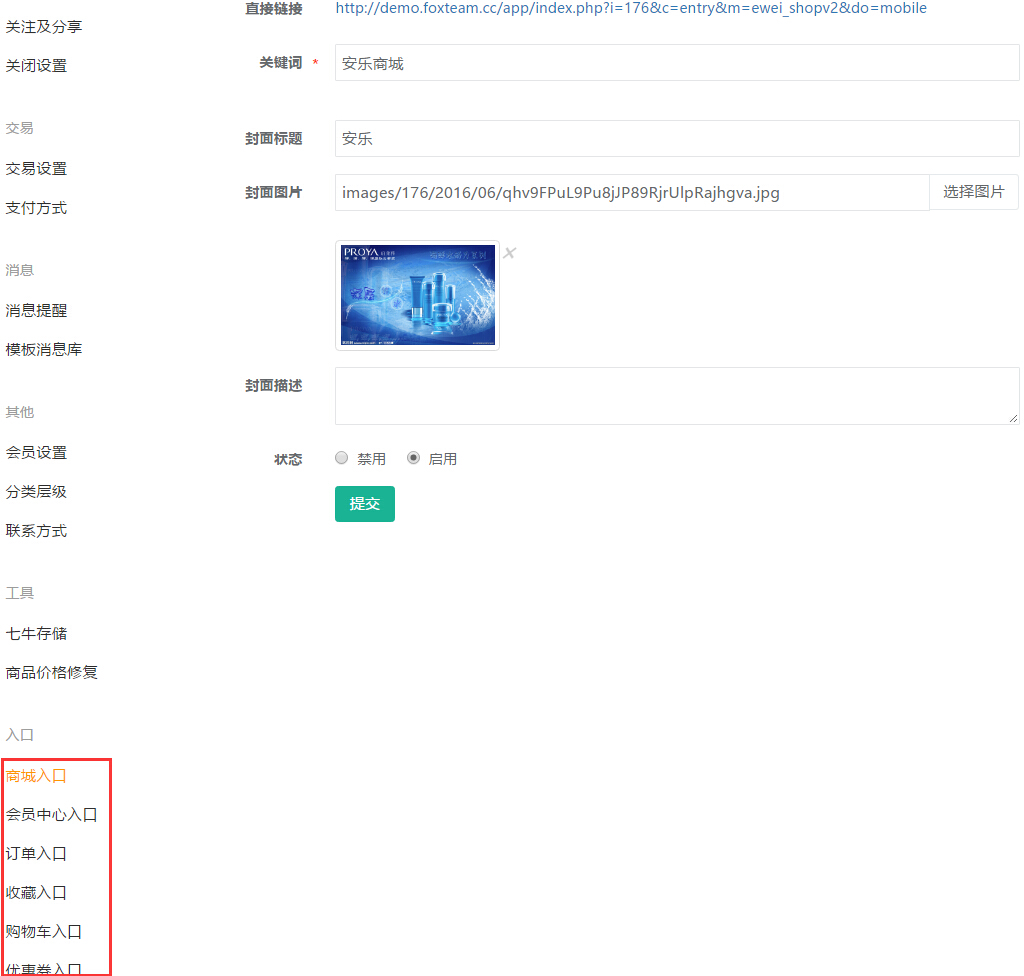 关注及分享
关闭设置
交易
交易设置
支付方式
消息
消息提醒
模板消息库
其他
会员设置
分类层级
联系方式
工具
七牛存储
商品价格修复
入口
商城入口
会员中心入口
订单入口
收藏入口
购物车入口
优惠券入口
直接链接 http://demo.foxteam.cc/app/index.php?i=176&c=entry&m=ewei_shopv2&do=mobile
关键词 * 安乐商城
封面标题 安乐
封面图片 images/176/2016/06/qhv9FPuL9Pu8jJP89RjrUlpRajhgva.jpg 选择图片
PROYA
封面描述
状态 禁用 启用
提交